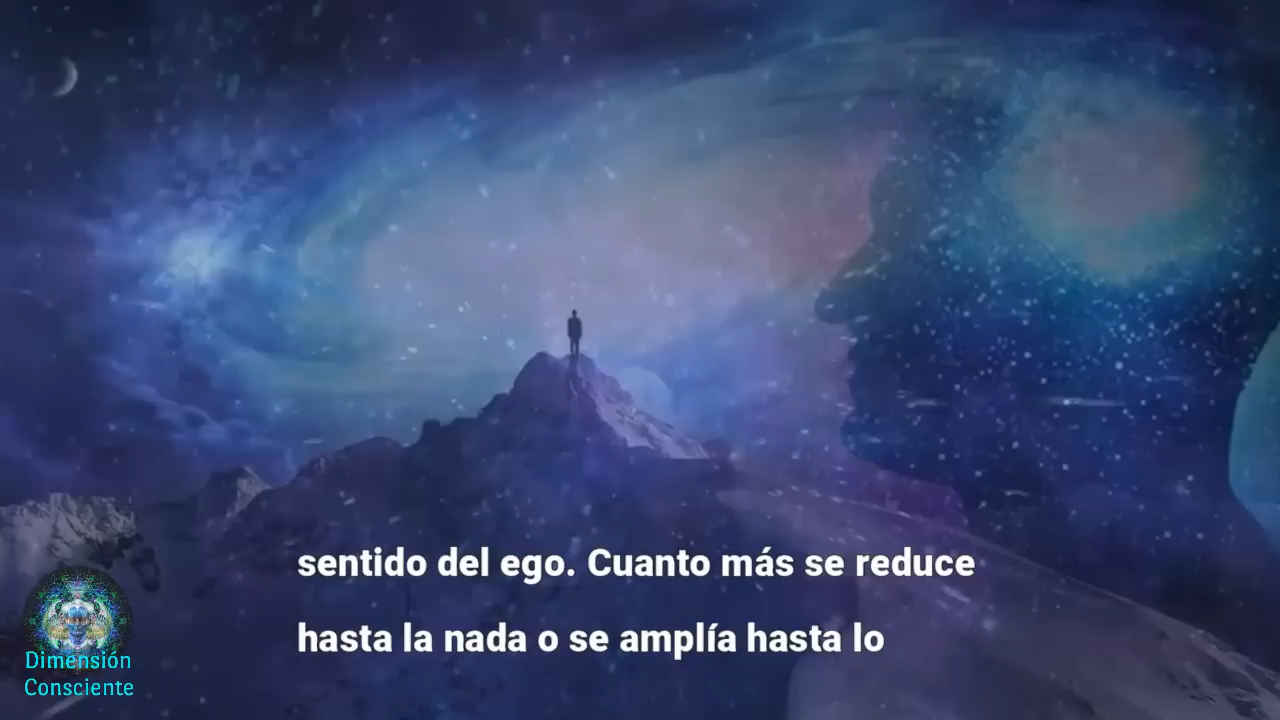 sentido del ego. Cuanto más se reduce
hasta la nada o se amplía hasta lo
Dimensión
Consciente